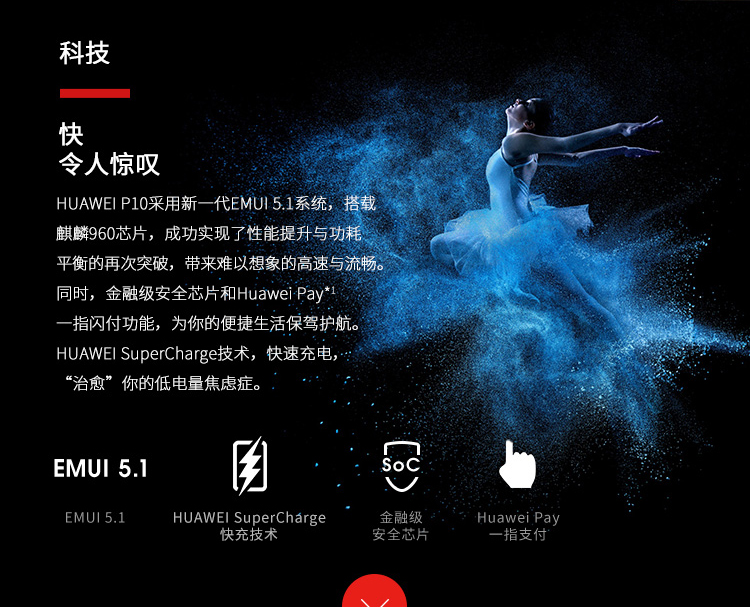 科技
快
令人惊叹
HUAWEI P10采用新一代EMUI 5.1系统，搭载
麒麟960芯片，成功实现了性能提升与功耗
平衡的再次突破，带来难以想象的高速与流畅。
同时，金融级安全芯片和Huawei Pay*1
一指闪付功能，为你的便捷生活保驾护航。
HUAWEI SuperCharge技术，快速充电，
“治愈”你的低电量焦虑症。
EMUI 5.1
SoC
EMUI 5.1
HUAWEI SuperCharge
快充技术
金融级
安全芯片
Huawei Pay
一指支付